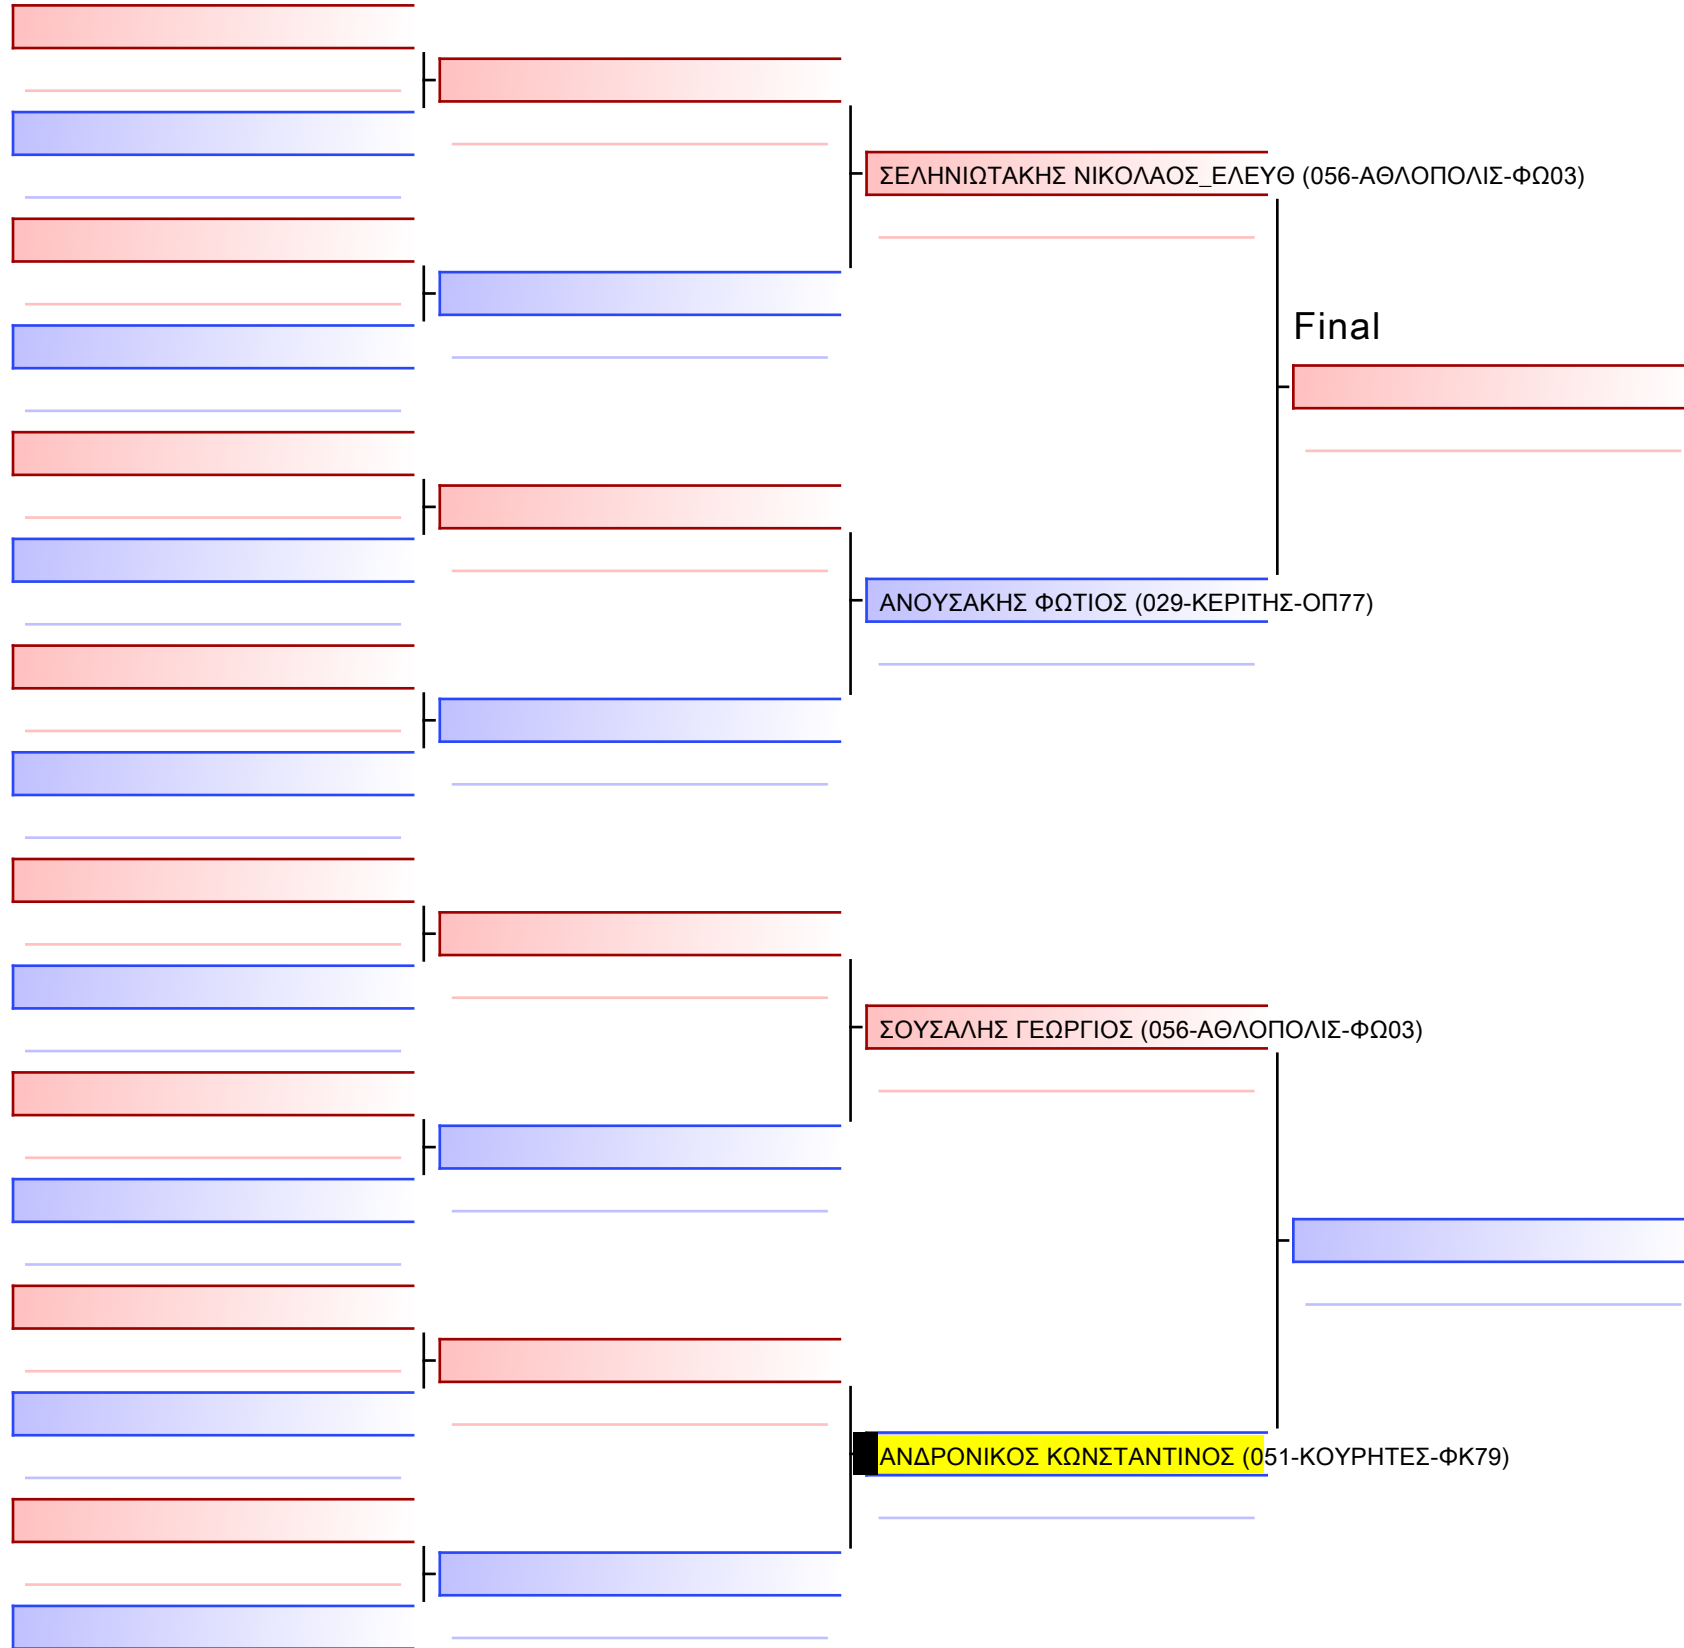 ΣΕΛΗΝΙΩΤΑΚΗΣ ΝΙΚΟΛΑΟΣ_ΕΛΕΥΘ (056-ΑΘΛΟΠΟΛΙΣ-ΦΩ03)
Final
ΑΝΟΥΣΑΚΗΣ ΦΩΤΙΟΣ (029-ΚΕΡΙΤΗΣ-ΟΠ77)
ΣΟΥΣΑΛΗΣ ΓΕΩΡΓΙΟΣ (056-ΑΘΛΟΠΟΛΙΣ-ΦΩ03)
ΑΝΔΡΟΝΙΚΟΣ ΚΩΝΣΤΑΝΤΙΝΟΣ (051-ΚΟΥΡΗΤΕΣ-ΦΚ79)